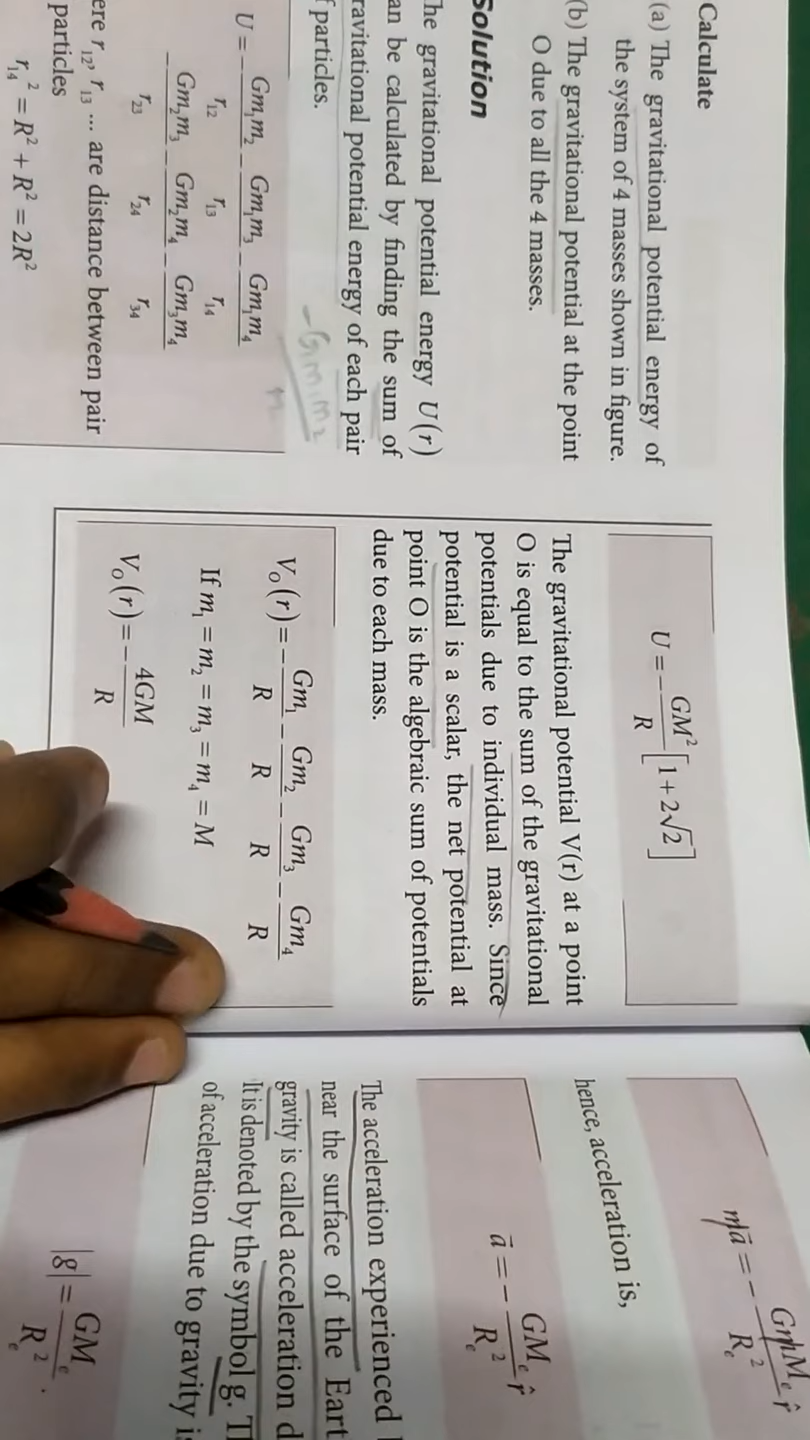 Calculate
(a) The gravitational potential energy of
the system of 4 masses shown in figure.
(b) The gravitational potential at the point
O due to all the 4 masses.
Solution
he gravitational potential energy U(r)
an be calculated by finding the sum of
ravitational potential energy of each pair
f particles.
-Gm₁m₂
U = - Gm₁m₂/r₁₂ - Gm₁m₃/r₁₃ - Gm₁m₄/r₁₄
- Gm₂m₃/r₂₃ - Gm₂m₄/r₂₄ - Gm₃m₄/r₃₄
ere r₁₂, r₁₃ ... are distance between pair
particles
r₁₄² = R² + R² = 2R²
U = - GM²/R [1+2√2]
The gravitational potential V(r) at a point
O is equal to the sum of the gravitational
potentials due to individual mass. Since
potential is a scalar, the net potential at
point O is the algebraic sum of potentials
due to each mass.
V₀(r) = - Gm₁/R - Gm₂/R - Gm₃/R - Gm₄/R
If m₁ = m₂ = m₃ = m₄ = M
V₀(r) = - 4GM/R
ma⃗ = - GmMₑ/Rₑ² r̂
hence, acceleration is,
a⃗ = - GMₑ/Rₑ² r̂
The acceleration experienced
near the surface of the Eart
gravity is called acceleration d
It is denoted by the symbol g. T
of acceleration due to gravity i
|g| = GMₑ/Rₑ².